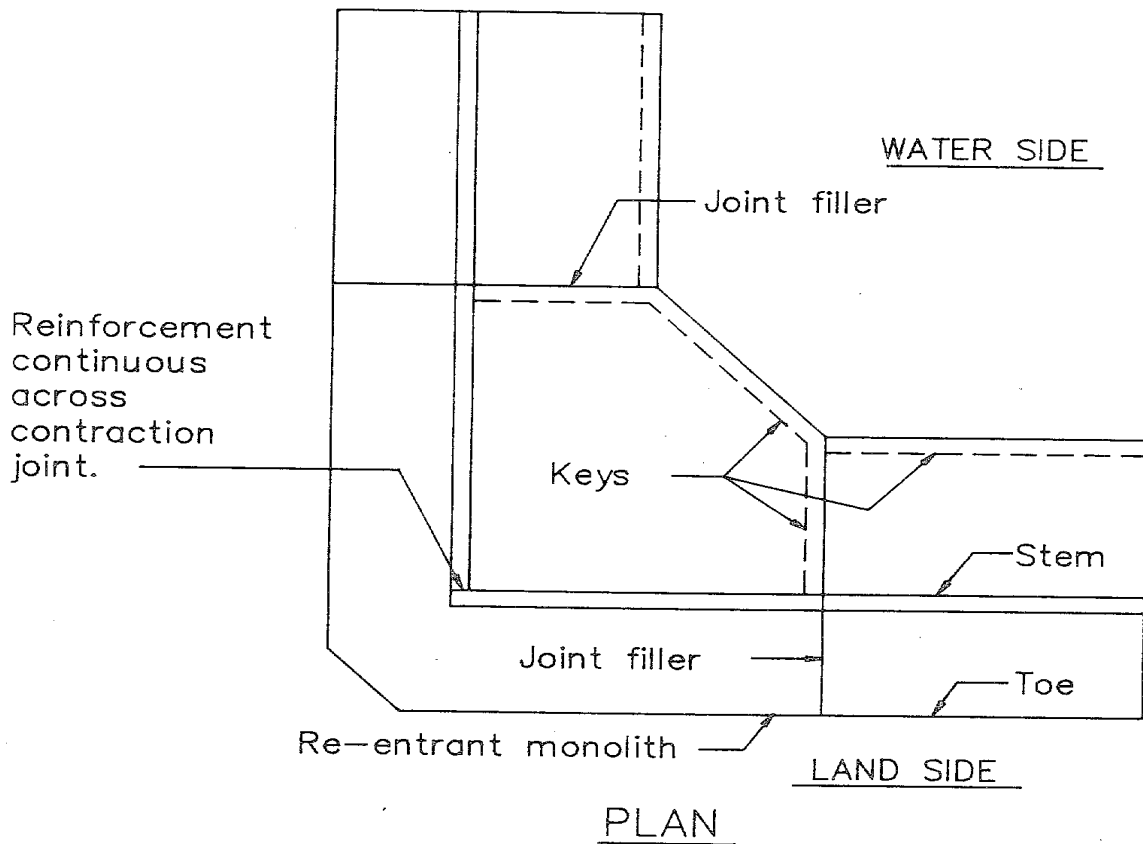 WATER SIDE
Joint filler
Reinforcement
continuous
across
contraction
joint.
Keys
Stem
Joint filler
Toe
Re-entrant monolith
LAND SIDE
PLAN